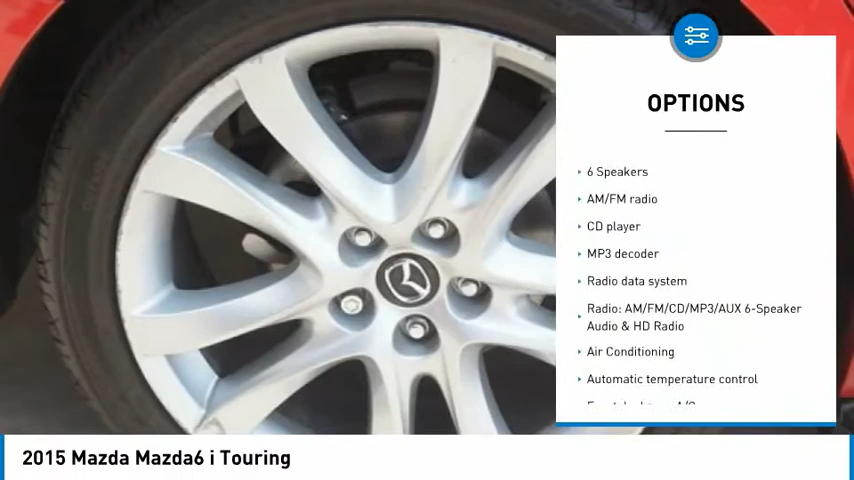 OPTIONS
6 Speakers
AM/FM radio
CD player
MP3 decoder
Radio data system
Radio: AM/FM/CD/MP3/AUX 6-Speaker
Audio & HD Radio
Air Conditioning
Automatic temperature control
2015 Mazda Mazda6 i Touring